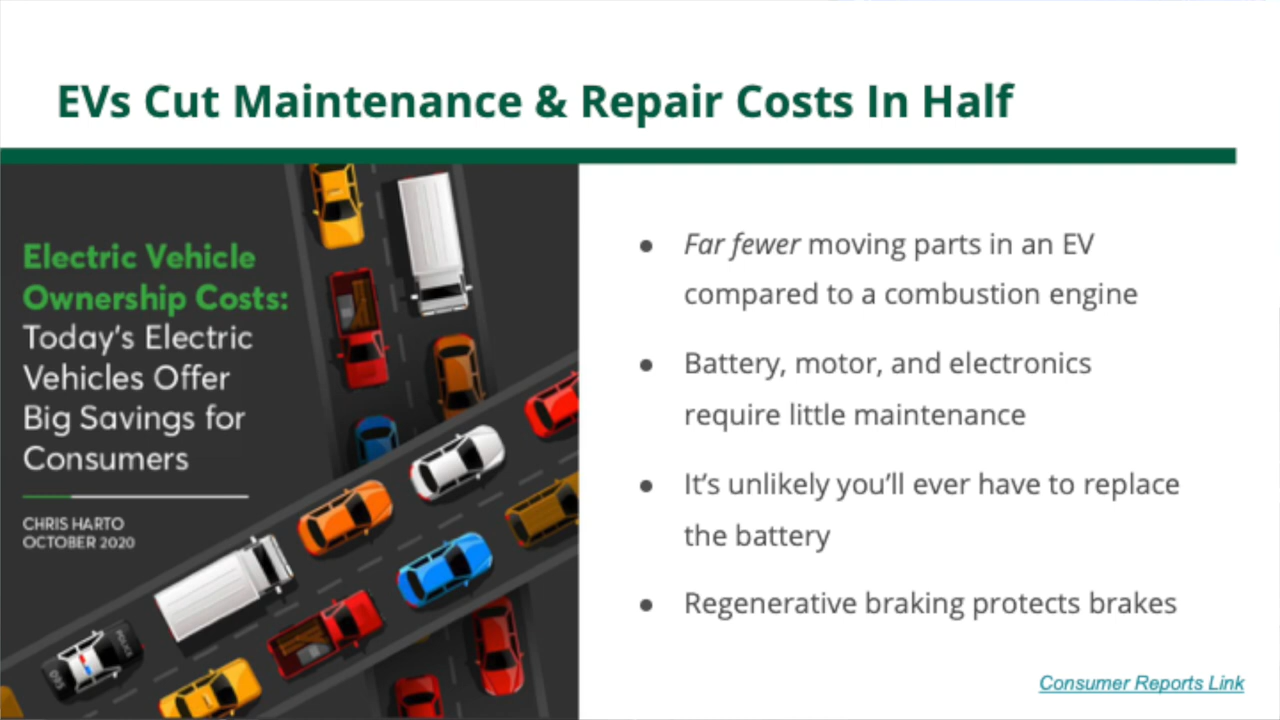 EVs Cut Maintenance & Repair Costs In Half
Electric Vehicle
Ownership Costs:
Today's Electric
Vehicles Offer
Big Savings for
Consumers
CHRIS HARTO
OCTOBER 2020
POLICE
095
• Far fewer moving parts in an EV
compared to a combustion engine
• Battery, motor, and electronics
require little maintenance
• It's unlikely you'll ever have to replace
the battery
• Regenerative braking protects brakes
Consumer Reports Link